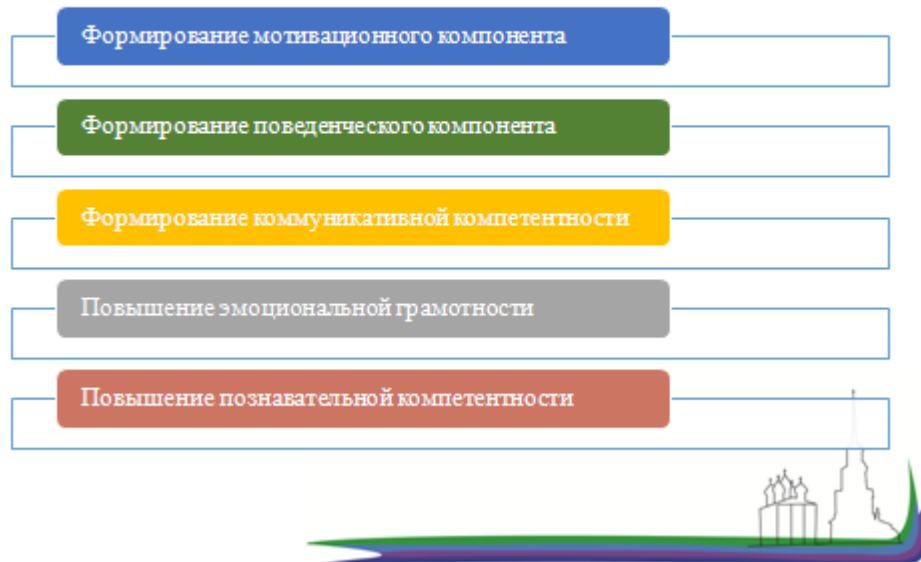 Формирование мотивационного компонента
Формирование поведенческого компонента
Формирование коммуникативной компетентности
Повышение эмоциональной грамотности
Повышение познавательной компетентности